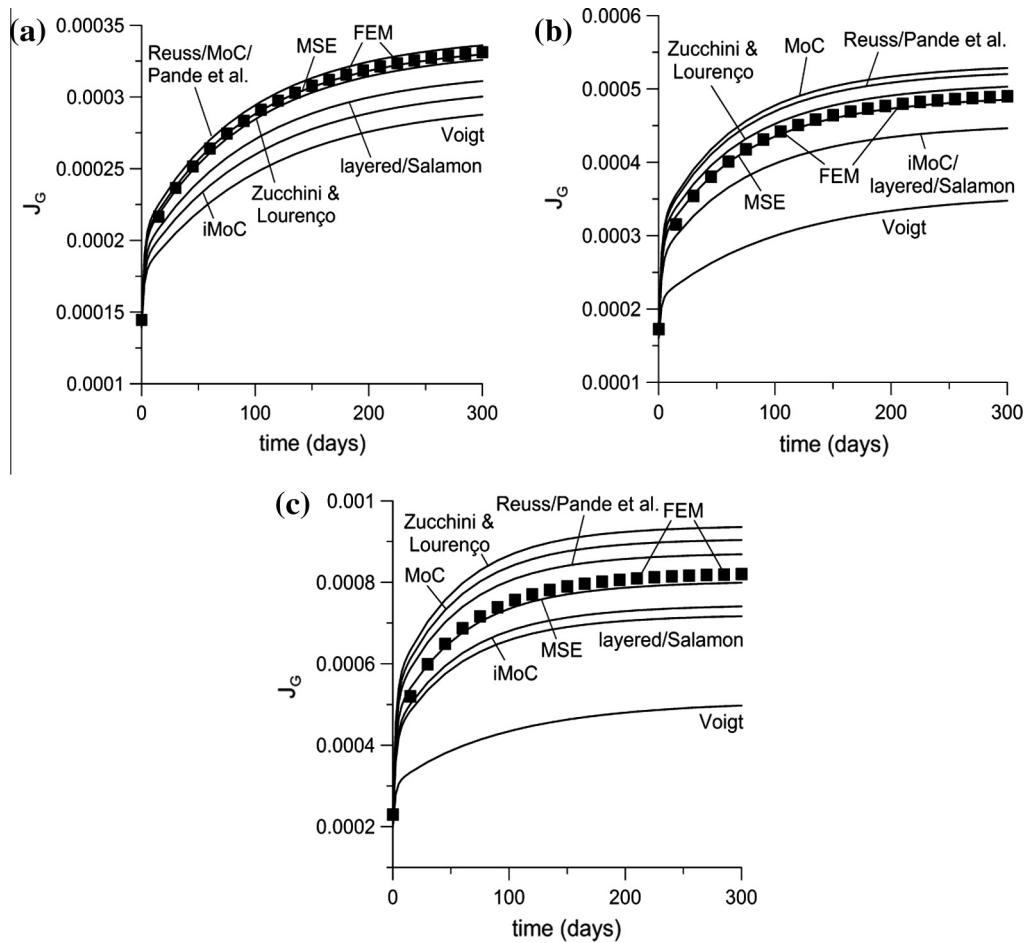 (a)
0.00035
0.0003
0.00025
0.0002
0.00015
0.0001
J_G
Reuss/MoC/
Pande et al.
MSE
FEM
Voigt
layered/Salamon
Zucchini &
Lourenço
iMoC
0
100
200
300
time (days)
(b)
0.0006
0.0005
0.0004
0.0003
0.0002
0.0001
J_G
Zucchini &
Lourenço
MoC
Reuss/Pande et al.
FEM
MSE
iMoC/
layered/Salamon
Voigt
0
100
200
300
time (days)
(c)
0.001
0.0008
0.0006
0.0004
0.0002
J_G
Zucchini &
Lourenço
Reuss/Pande et al.
FEM
MoC
layered/Salamon
MSE
iMoC
Voigt
0
100
200
300
time (days)